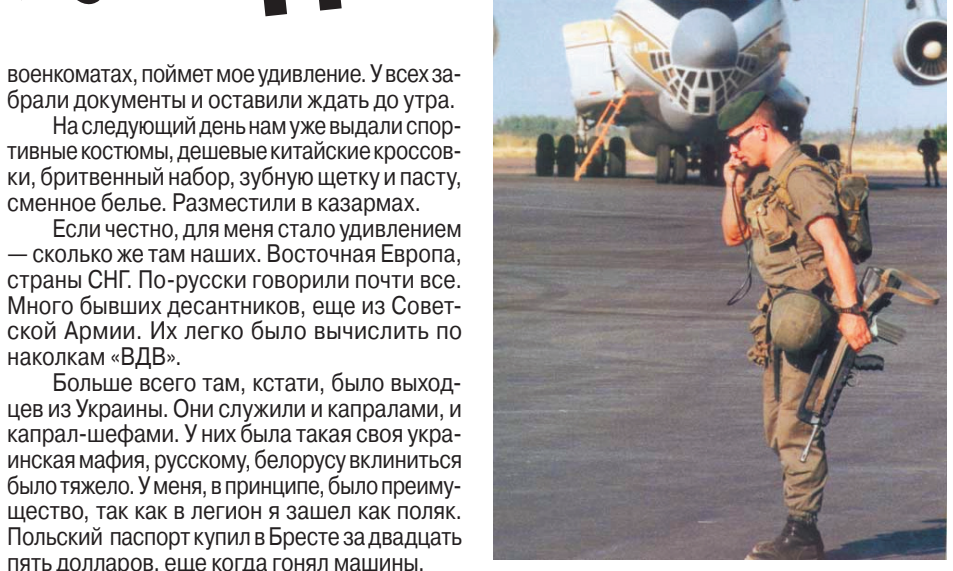 военкоматах, поймет мое удивление. У всех за-
брали документы и оставили ждать до утра.
На следующий день нам уже выдали спор-
тивные костюмы, дешевые китайские кроссов-
ки, бритвенный набор, зубную щетку и пасту,
сменное белье. Разместили в казармах.
Если честно, для меня стало удивлением
— сколько же там наших. Восточная Европа,
страны СНГ. По-русски говорили почти все.
Много бывших десантников, еще из Совет-
ской Армии. Их легко было вычислить по
наколкам «ВДВ».
Больше всего там, кстати, было выход-
цев из Украины. Они служили и капралами, и
капрал-шефами. У них была такая своя укра-
инская мафия, русскому, белорусу вклиниться
было тяжело. У меня, в принципе, было преиму-
щество, так как в легион я зашел как поляк.
Польский паспорт купил в Бресте за двадцать
пять долларов, еще когда гонял машины.